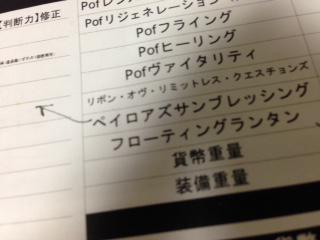 【判断力】修正
Pofリジェネレーション
Pofフライング
Pofヒーリング
Pofヴァイタリティ
リボン・オヴ・リミットレス・クエスチョンズ
ペイロアズサンブレッシング
フローティングランタン
貨幣重量
装備重量